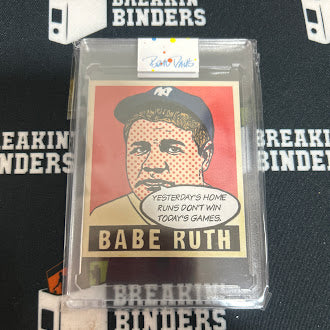 BREAKIN'
BINDERS
BREAKIN'
BINDERS
BREAKIN'
BINDERS
YESTERDAY'S HOME
RUNS DON'T WIN
TODAY'S GAMES.
BABE RUTH
BREAKIN'
BINDERS